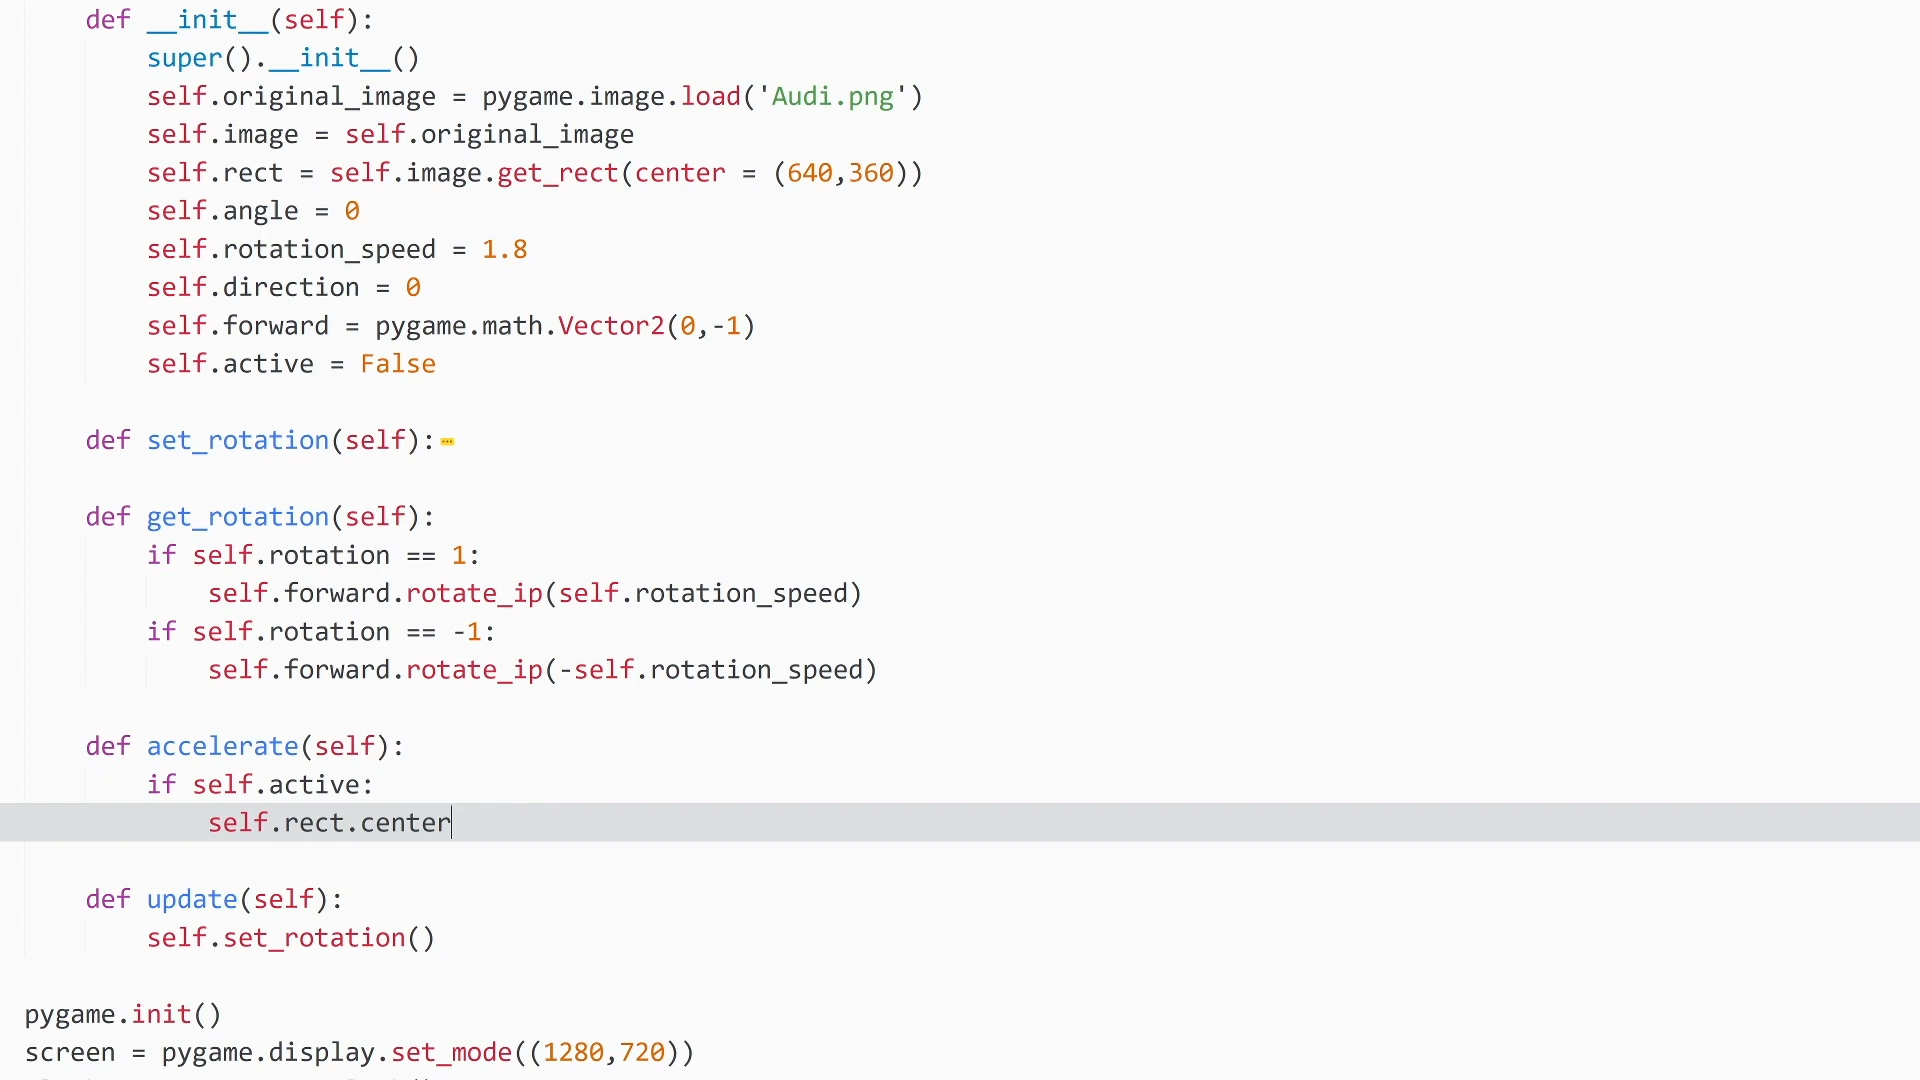 def __init__(self):
super().__init__()
self.original_image = pygame.image.load('Audi.png')
self.image = self.original_image
self.rect = self.image.get_rect(center = (640,360))
self.angle = 0
self.rotation_speed = 1.8
self.direction = 0
self.forward = pygame.math.Vector2(0,-1)
self.active = False
def set_rotation(self):
def get_rotation(self):
if self.rotation == 1:
self.forward.rotate_ip(self.rotation_speed)
if self.rotation == -1:
self.forward.rotate_ip(-self.rotation_speed)
def accelerate(self):
if self.active:
self.rect.center
def update(self):
self.set_rotation()
pygame.init()
screen = pygame.display.set_mode((1280,720))